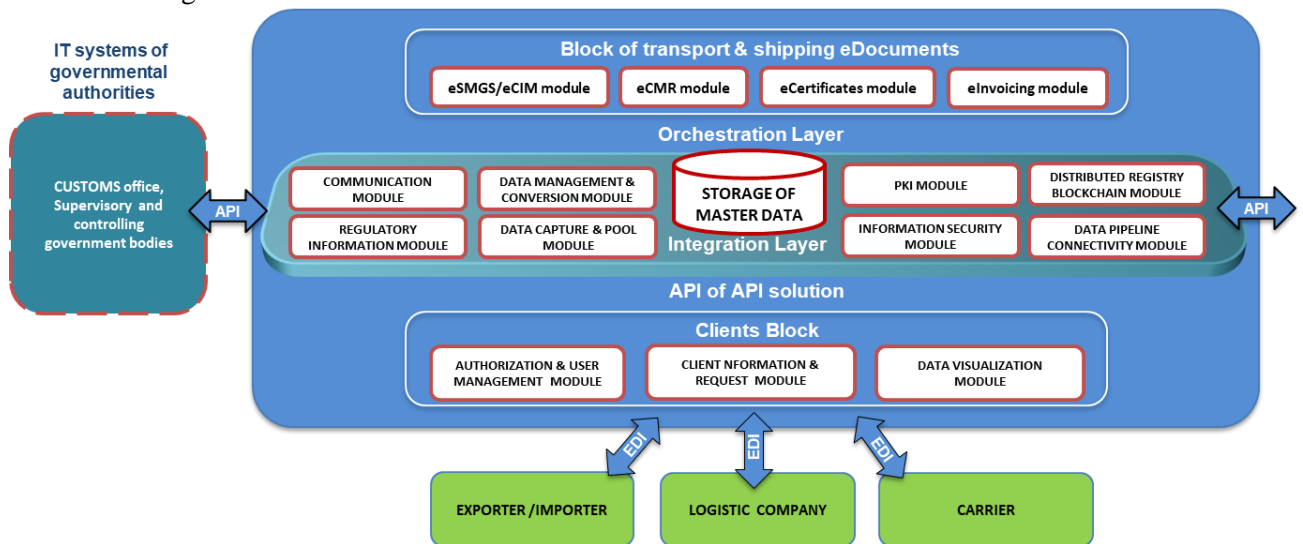 IT systems of
governmental
authorities
CUSTOMS office,
Supervisory and
controlling
government bodies
API
Block of transport & shipping eDocuments
eSMGS/eCIM module
eCMR module
eCertificates module
eInvoicing module
Orchestration Layer
COMMUNICATION
MODULE
DATA MANAGEMENT &
CONVERSION MODULE
STORAGE OF
MASTER DATA
PKI MODULE
DISTRIBUTED REGISTRY
BLOCKCHAIN MODULE
REGULATORY
INFORMATION MODULE
DATA CAPTURE & POOL
MODULE
Integration Layer
INFORMATION SECURITY
MODULE
DATA PIPELINE
CONNECTIVITY MODULE
API
API of API solution
Clients Block
AUTHORIZATION & USER
MANAGEMENT MODULE
CLIENT NFORMATION &
REQUEST MODULE
DATA VISUALIZATION
MODULE
EDI
EDI
EDI
EXPORTER /IMPORTER
LOGISTIC COMPANY
CARRIER